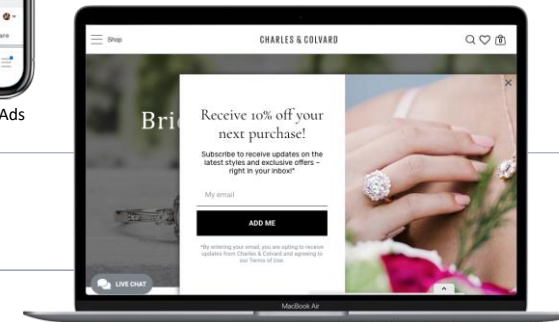 are
Ads
Shop
CHARLES & COLVARD
0
Bri
Receive 10% off your
next purchase!
Subscribe to receive updates on the
latest styles and exclusive offers –
right in your inbox!*
My email
ADD ME
*By entering your email, you are opting to receive
updates from Charles & Colvard and agreeing to
our Terms of Use
LIVE CHAT
MacBook Air